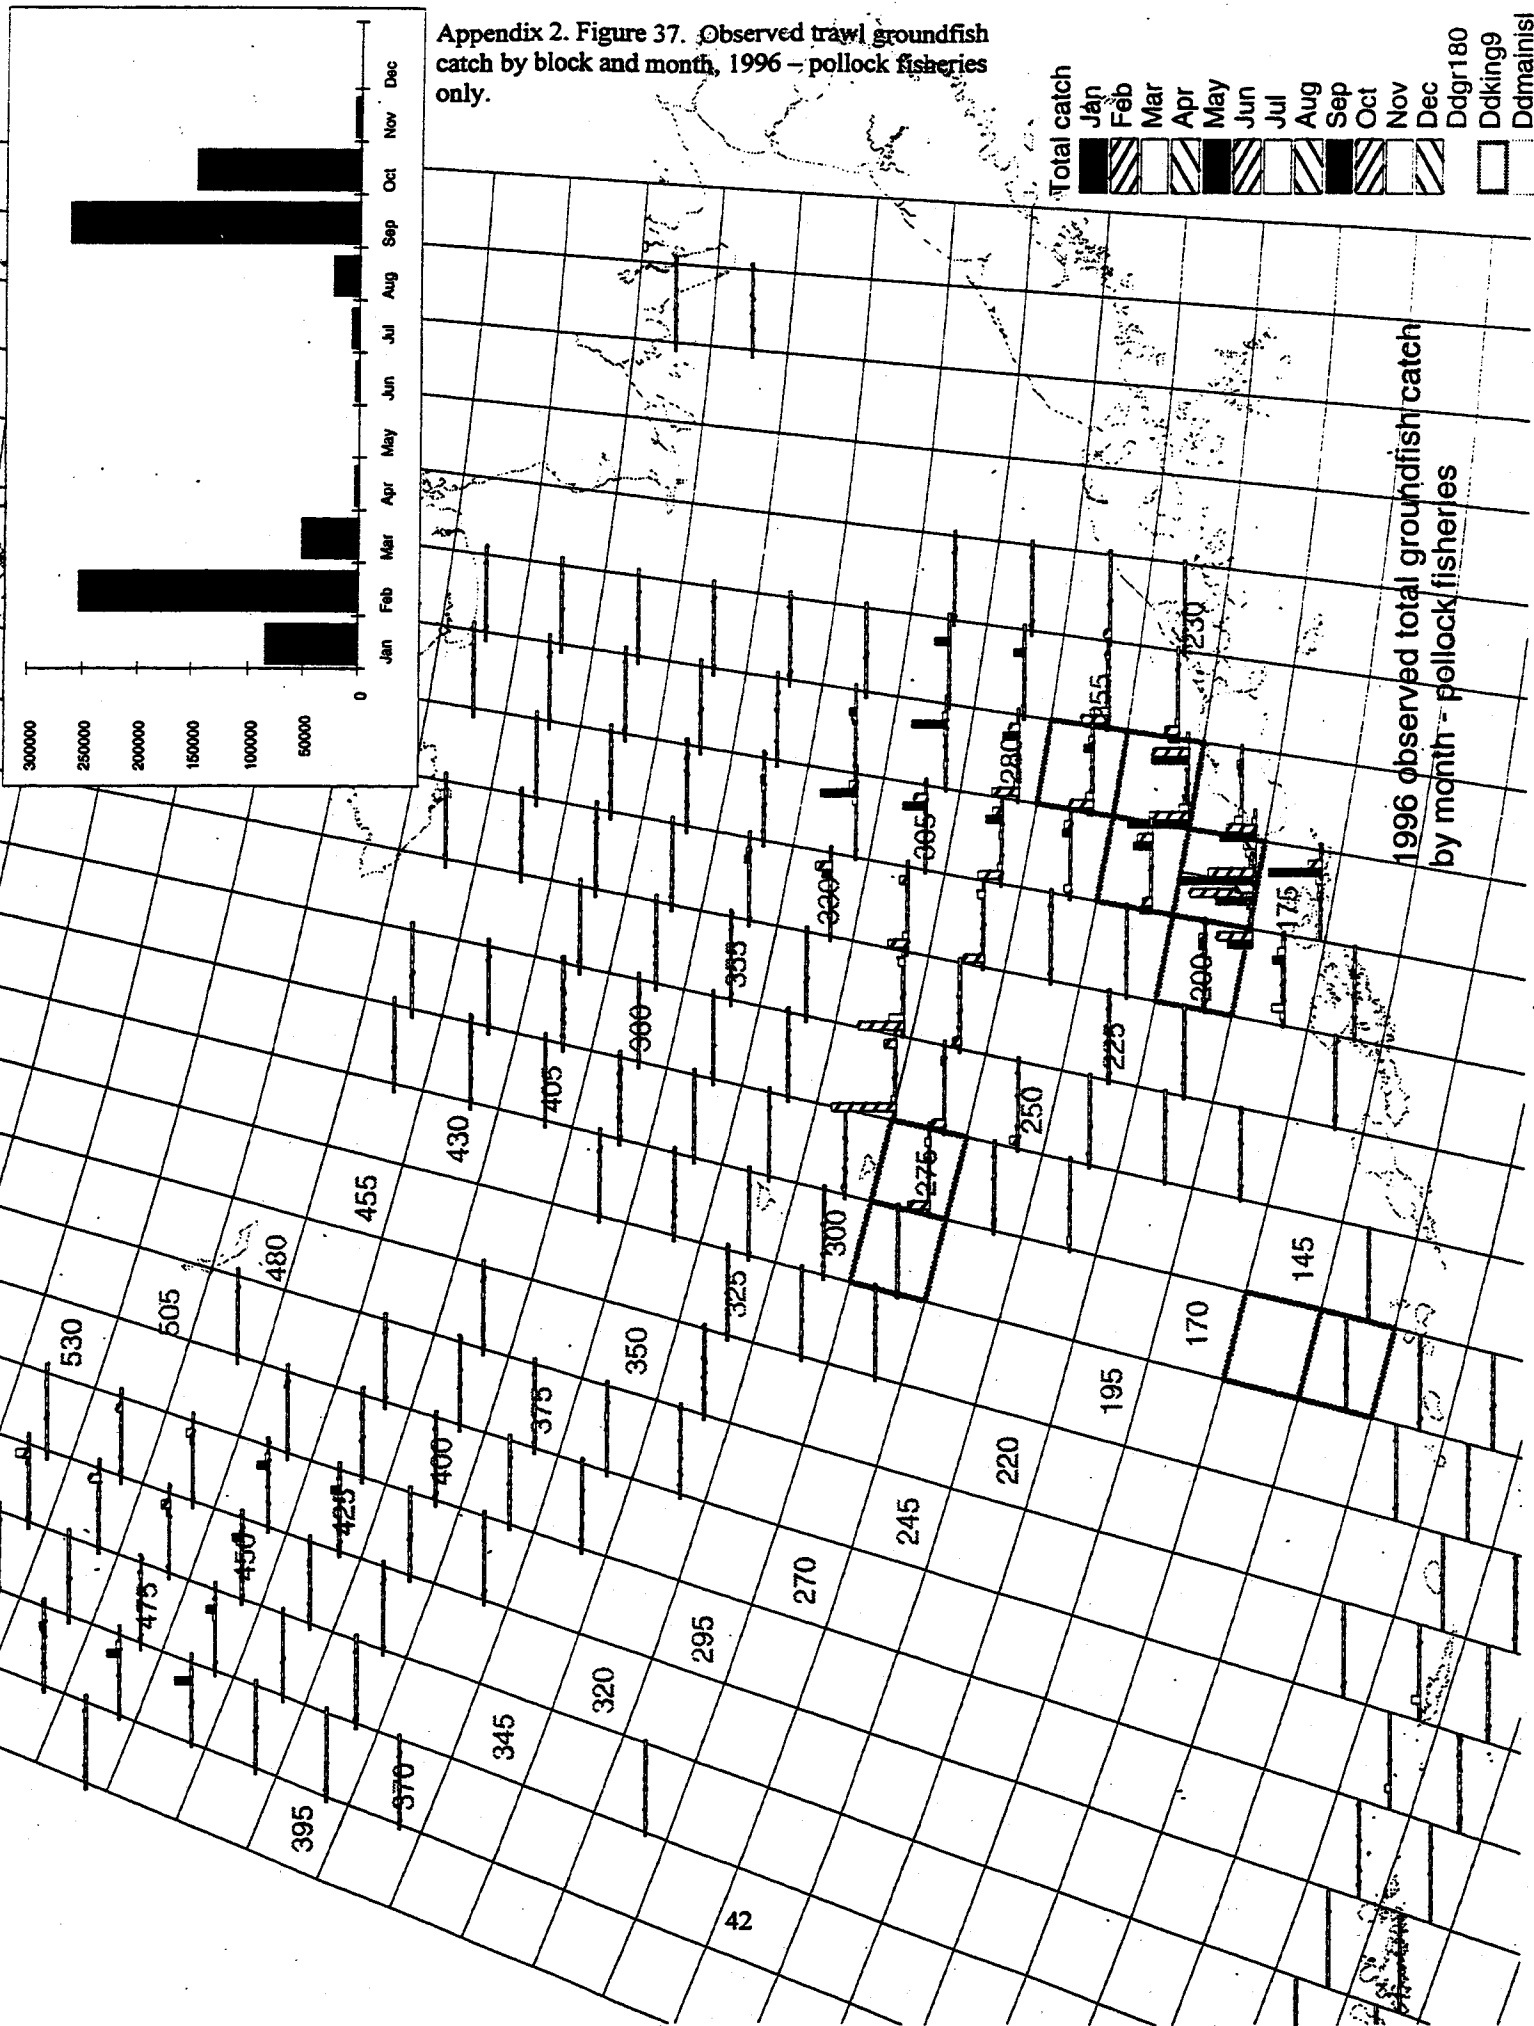 Appendix 2. Figure 37. Observed trawl groundfish
catch by block and month, 1996 – pollock fisheries
only.
300000
250000
200000
150000
100000
50000
0
Jan
Feb
Mar
Apr
May
Jun
Jul
Aug
Sep
Oct
Nov
Dec
Total catch
Jan
Feb
Mar
Apr
May
Jun
Jul
Aug
Sep
Oct
Nov
Dec
Ddgr180
Ddking9
Ddmainisl
1996 observed total groundfish catch
by month - pollock fisheries
530
505
480
455
430
405
380
355
330
305
280
255
230
475
450
425
400
375
350
325
300
275
250
225
200
175
395
370
345
320
295
270
245
220
195
170
145
42